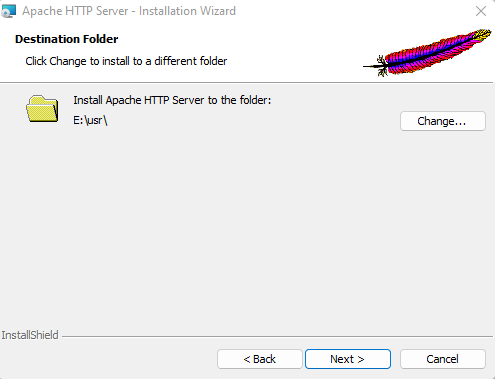 Apache HTTP Server - Installation Wizard
Destination Folder
Click Change to install to a different folder
Install Apache HTTP Server to the folder:
E:\usr\
Change...
InstallShield
< Back
Next >
Cancel